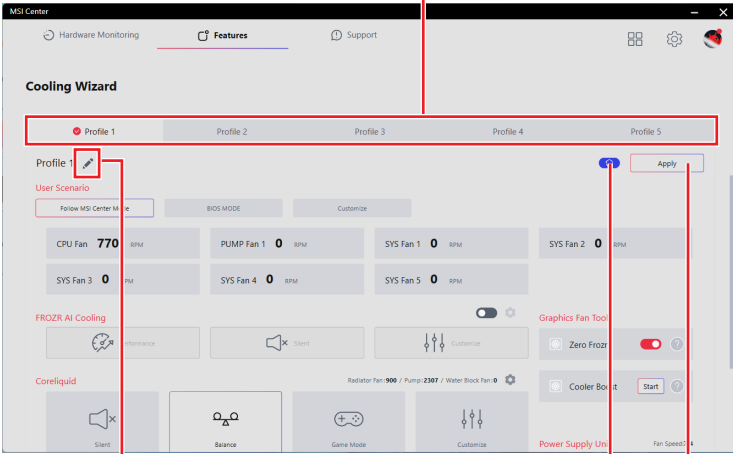 MSI Center
Hardware Monitoring
Features
Support
Cooling Wizard
Profile 1
Profile 2
Profile 3
Profile 4
Profile 5
Profile 1
Apply
User Scenario
Follow MSI Center Mode
BIOS MODE
Customize
CPU Fan 770 RPM
PUMP Fan 1 0 RPM
SYS Fan 1 0 RPM
SYS Fan 2 0 RPM
SYS Fan 3 0 RPM
SYS Fan 4 0 RPM
SYS Fan 5 0 RPM
FROZR AI Cooling
Graphics Fan Tool
Performance
Silent
Customize
Zero Frozr
Coreliquid
Radiator Fan:900 / Pump:2307 / Water Block Fan:0
Cooler Boost
Start
Silent
Balance
Game Mode
Customize
Power Supply Unit
Fan Speed: